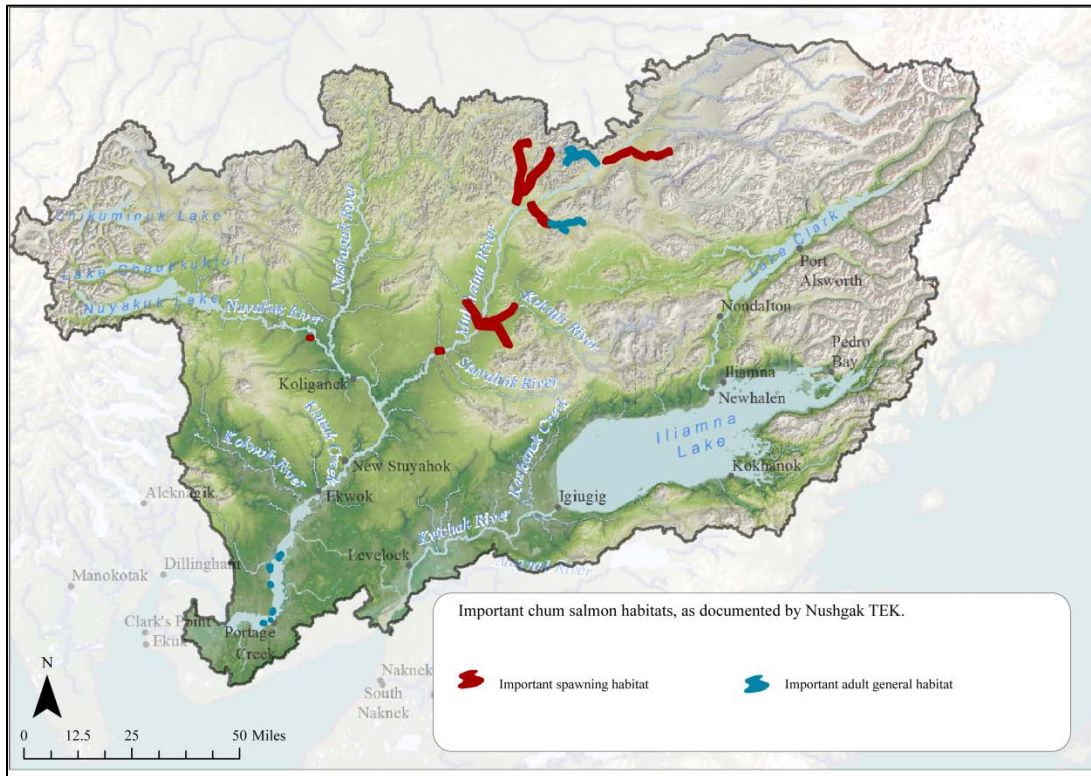 Chikuminuk Lake
Lake Chauekuktuli
Nuyakuk Lake
Nuyakuk River
Nushagak River
Mulchatna River
Koktuli River
Stuyahok River
Koliganek
Klutuk Creek
Kokwok River
New Stuyahok
Ekwok
Kaskanak Creek
Kvichak River
Levelock
Igiugig
Alagnak River
Lake Clark
Port
Alsworth
Nondalton
Pedro
Bay
Iliamna
Newhalen
Iliamna
Lake
Kokhanok
Aleknagik
Dillingham
Manokotak
Clark's Point
Ekuk
Portage
Creek
Naknek
South
Naknek
Important chum salmon habitats, as documented by Nushgak TEK.
Important spawning habitat
Important adult general habitat
N
0 12.5 25 50 Miles